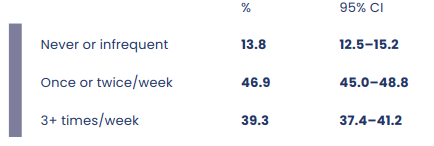 % 95% CI
Never or infrequent 13.8 12.5–15.2
Once or twice/week 46.9 45.0–48.8
3+ times/week 39.3 37.4–41.2